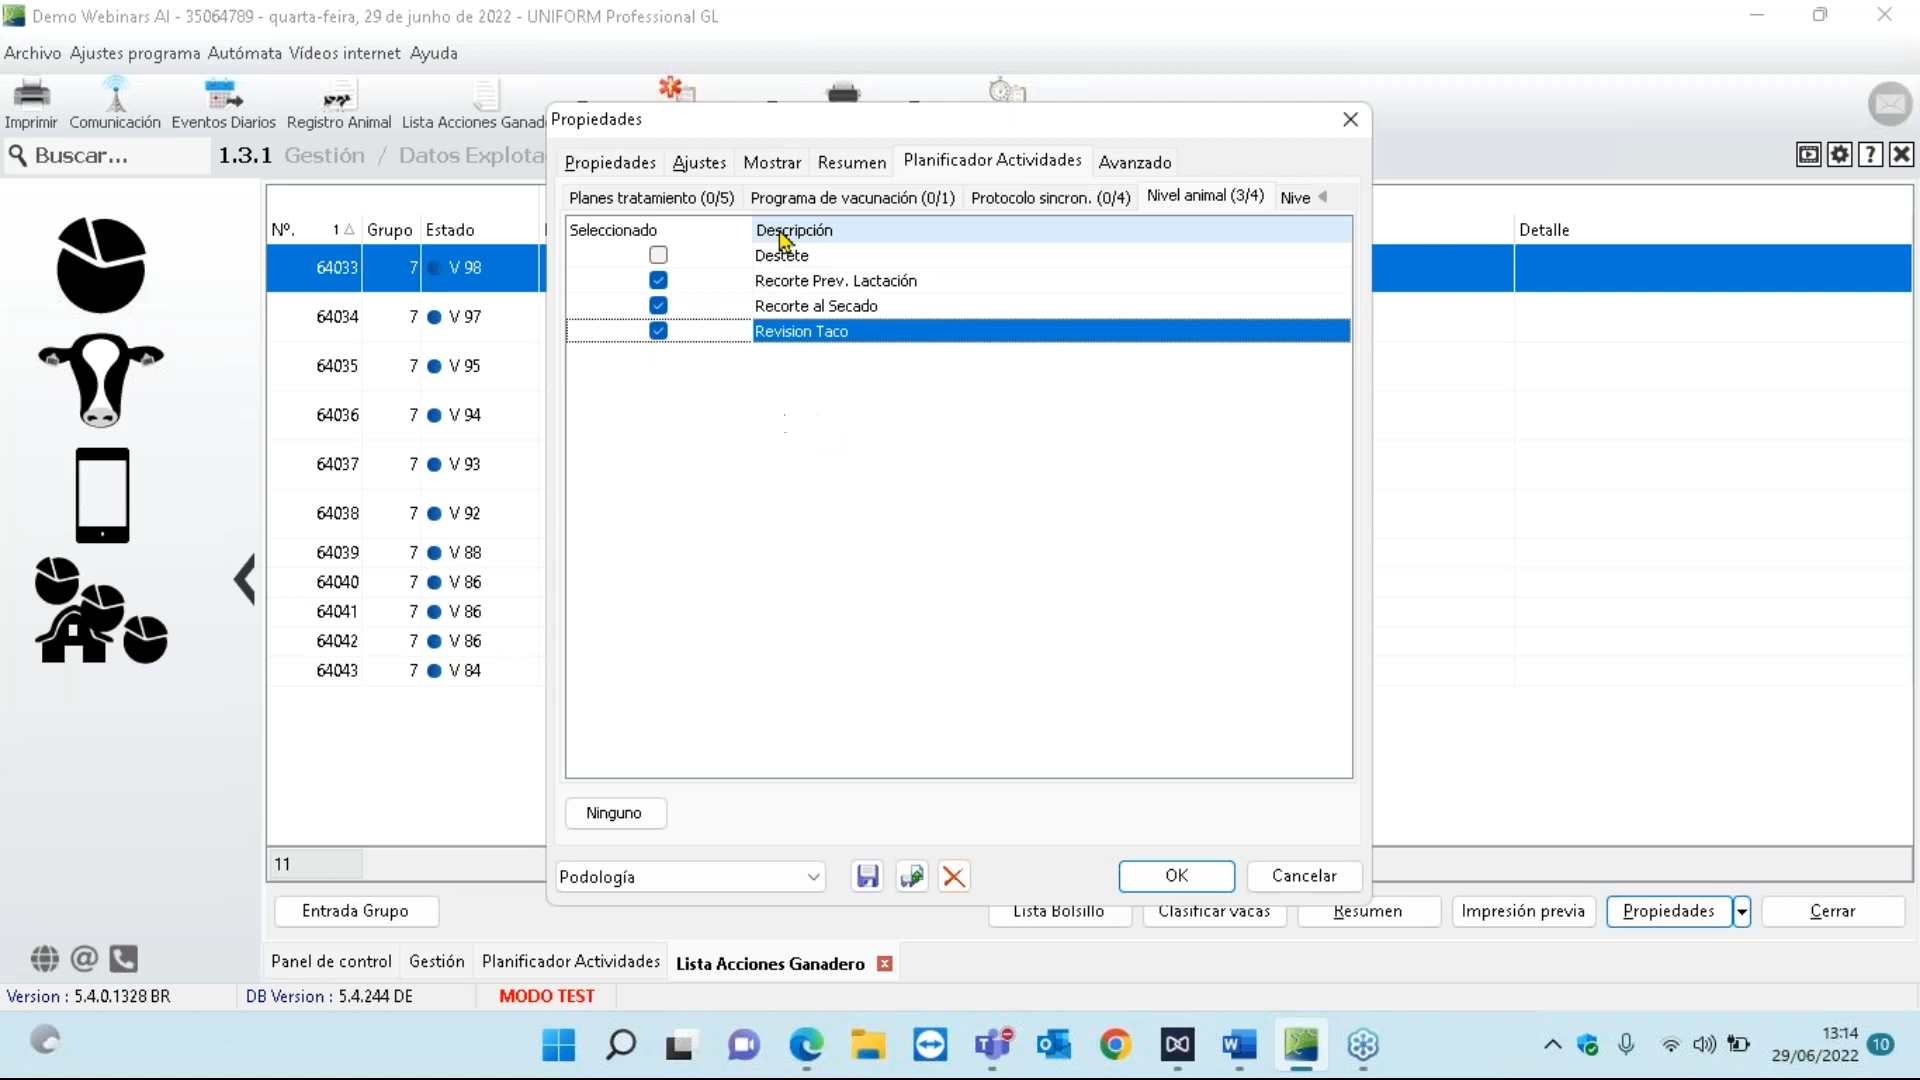 Demo Webinars AI - 35064789 - quarta-feira, 29 de junho de 2022 - UNIFORM Professional GL
Archivo Ajustes programa Autómata Vídeos internet Ayuda
Imprimir Comunicación Eventos Diarios Registro Animal Lista Acciones Ganad
Buscar... 1.3.1 Gestión / Datos Explota
Propiedades
Propiedades Ajustes Mostrar Resumen Planificador Actividades Avanzado
Planes tratamiento (0/5) Programa de vacunación (0/1) Protocolo sincron. (0/4) Nivel animal (3/4) Nive
Seleccionado Descripción
Destete
Recorte Prev. Lactación
Recorte al Secado
Revision Taco
Ninguno
Podología OK Cancelar
Nº. 1 Grupo Estado Detalle
64033 7 V 98
64034 7 V 97
64035 7 V 95
64036 7 V 94
64037 7 V 93
64038 7 V 92
64039 7 V 88
64040 7 V 86
64041 7 V 86
64042 7 V 86
64043 7 V 84
11
Entrada Grupo Lista Bolsillo Clasificar vacas Resumen Impresión previa Propiedades Cerrar
Panel de control Gestión Planificador Actividades Lista Acciones Ganadero
Version : 5.4.0.1328 BR DB Version : 5.4.244 DE MODO TEST
13:14
29/06/2022 10